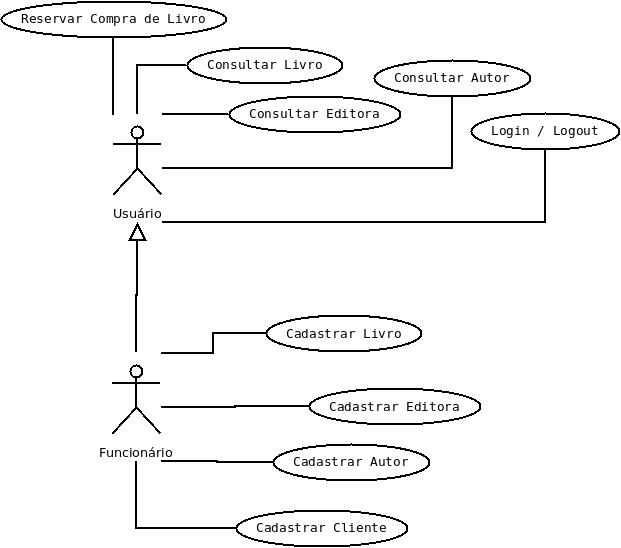 Reservar Compra de Livro
Consultar Livro
Consultar Autor
Consultar Editora
Login / Logout
Usuário
Cadastrar Livro
Cadastrar Editora
Funcionário
Cadastrar Autor
Cadastrar Cliente